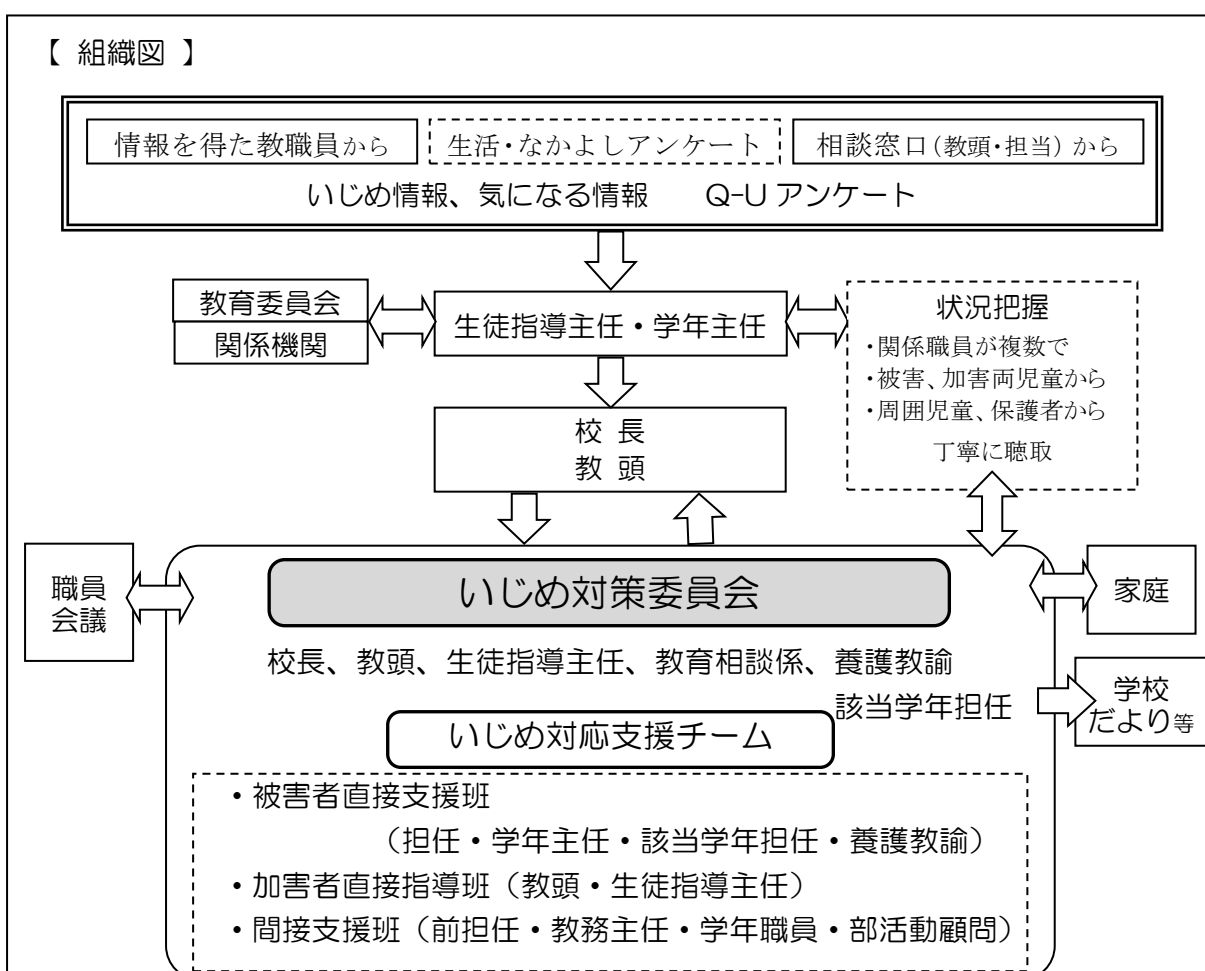 【 組織図 】
情報を得た教職員から
生活・なかよしアンケート
相談窓口(教頭・担当)から
いじめ情報、気になる情報 Q-U アンケート
教育委員会
関係機関
生徒指導主任・学年主任
状況把握
・関係職員が複数で
・被害、加害両児童から
・周囲児童、保護者から
丁寧に聴取
校 長
教 頭
職員
会議
いじめ対策委員会
家庭
校長、教頭、生徒指導主任、教育相談係、養護教諭
該当学年担任
学校
だより等
いじめ対応支援チーム
・被害者直接支援班
(担任・学年主任・該当学年担任・養護教諭)
・加害者直接指導班(教頭・生徒指導主任)
・間接支援班(前担任・教務主任・学年職員・部活動顧問)